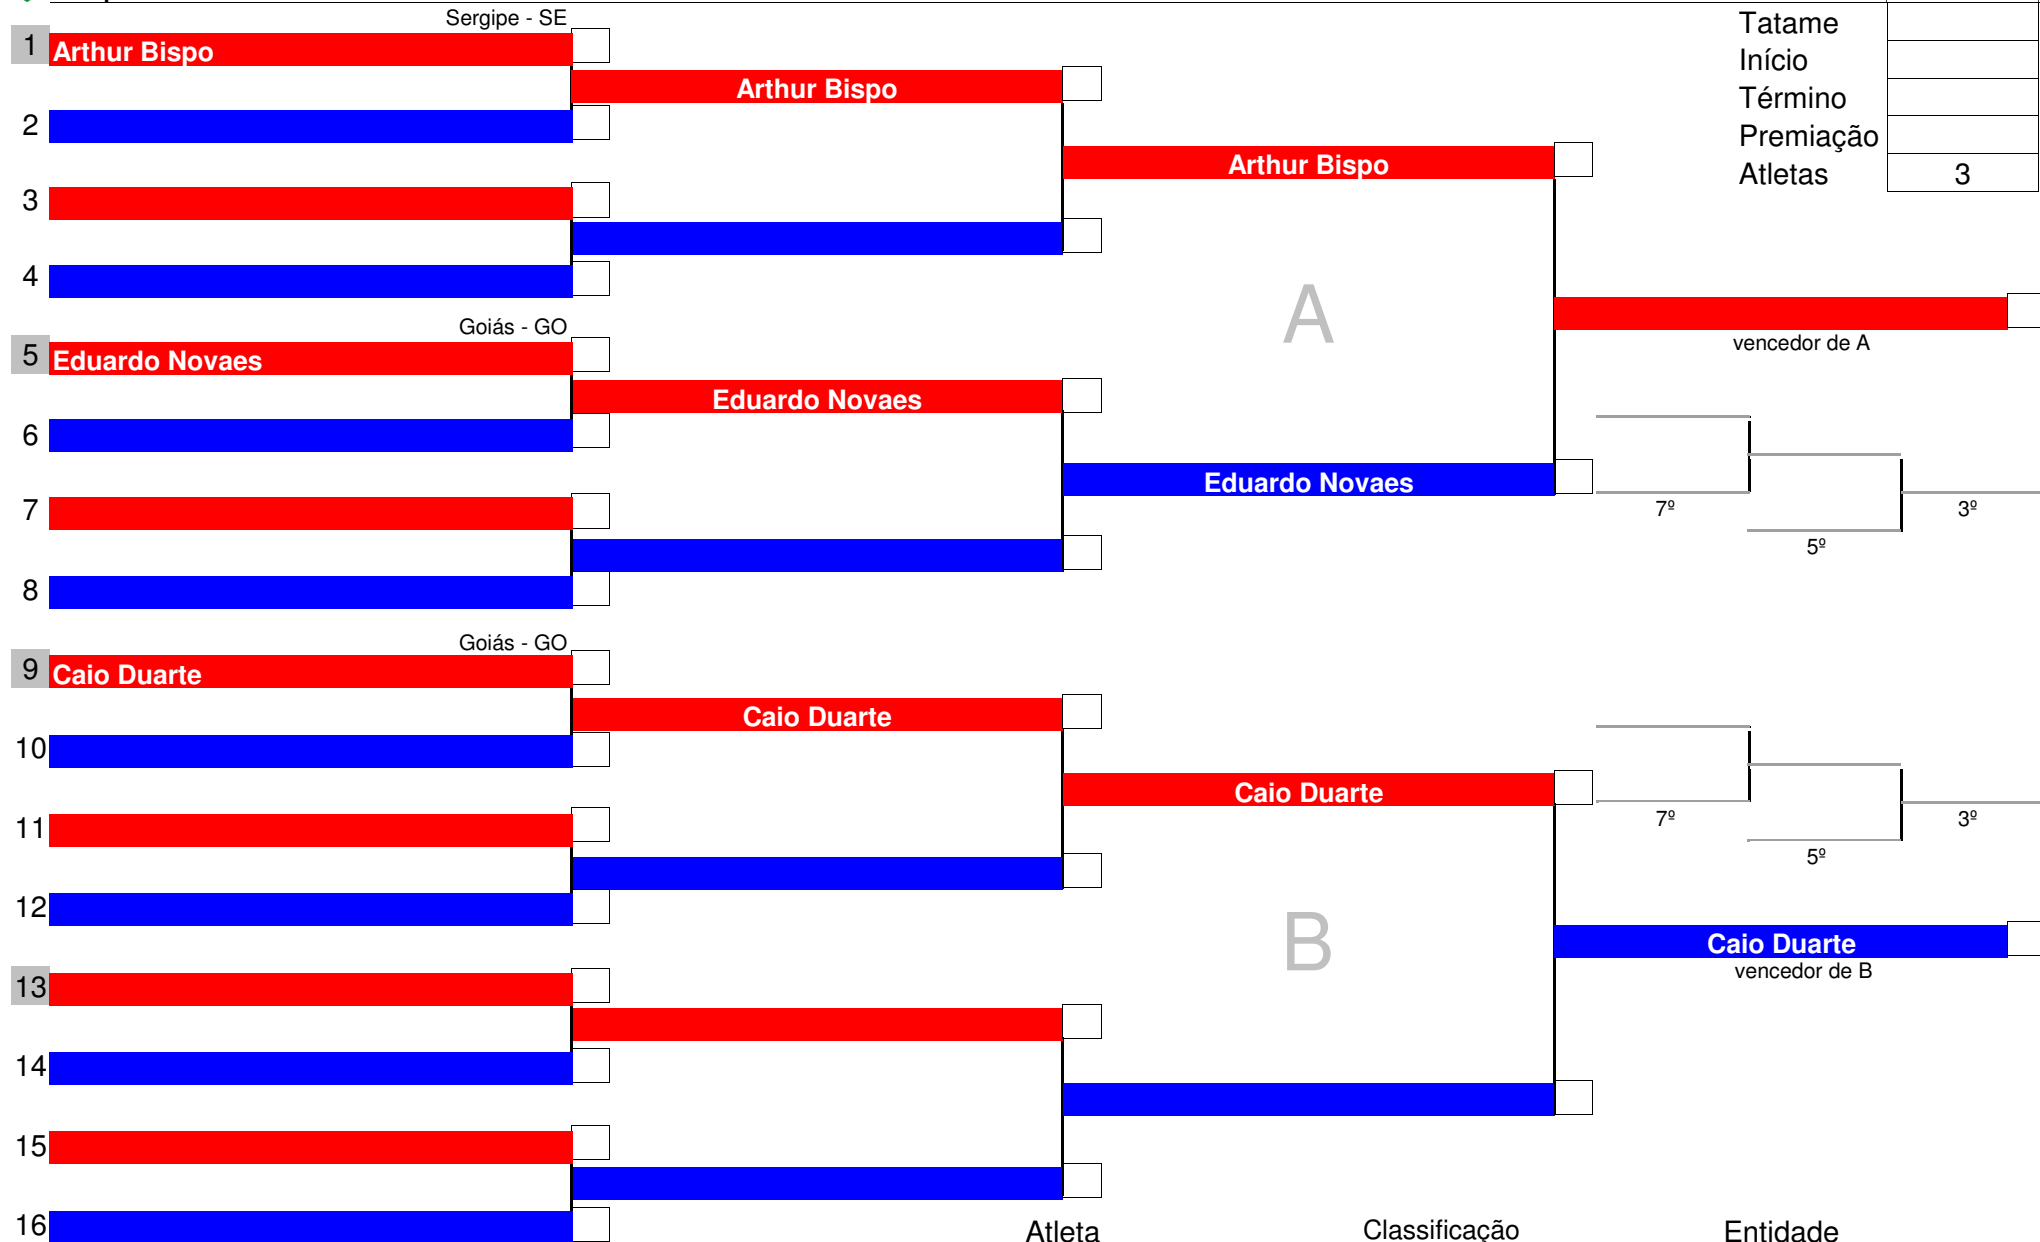 Sergipe - SE
Tatame
1 Arthur Bispo
Início
Arthur Bispo
Término
2
Premiação
Arthur Bispo
Atletas 3
3
4
Goiás - GO
vencedor de A
5 Eduardo Novaes
A
Eduardo Novaes
6
Eduardo Novaes
7
7º 3º
5º
8
Goiás - GO
9 Caio Duarte
Caio Duarte
10
Caio Duarte
11
7º 3º
5º
12
B
Caio Duarte
vencedor de B
13
14
15
16
Atleta Classificação Entidade